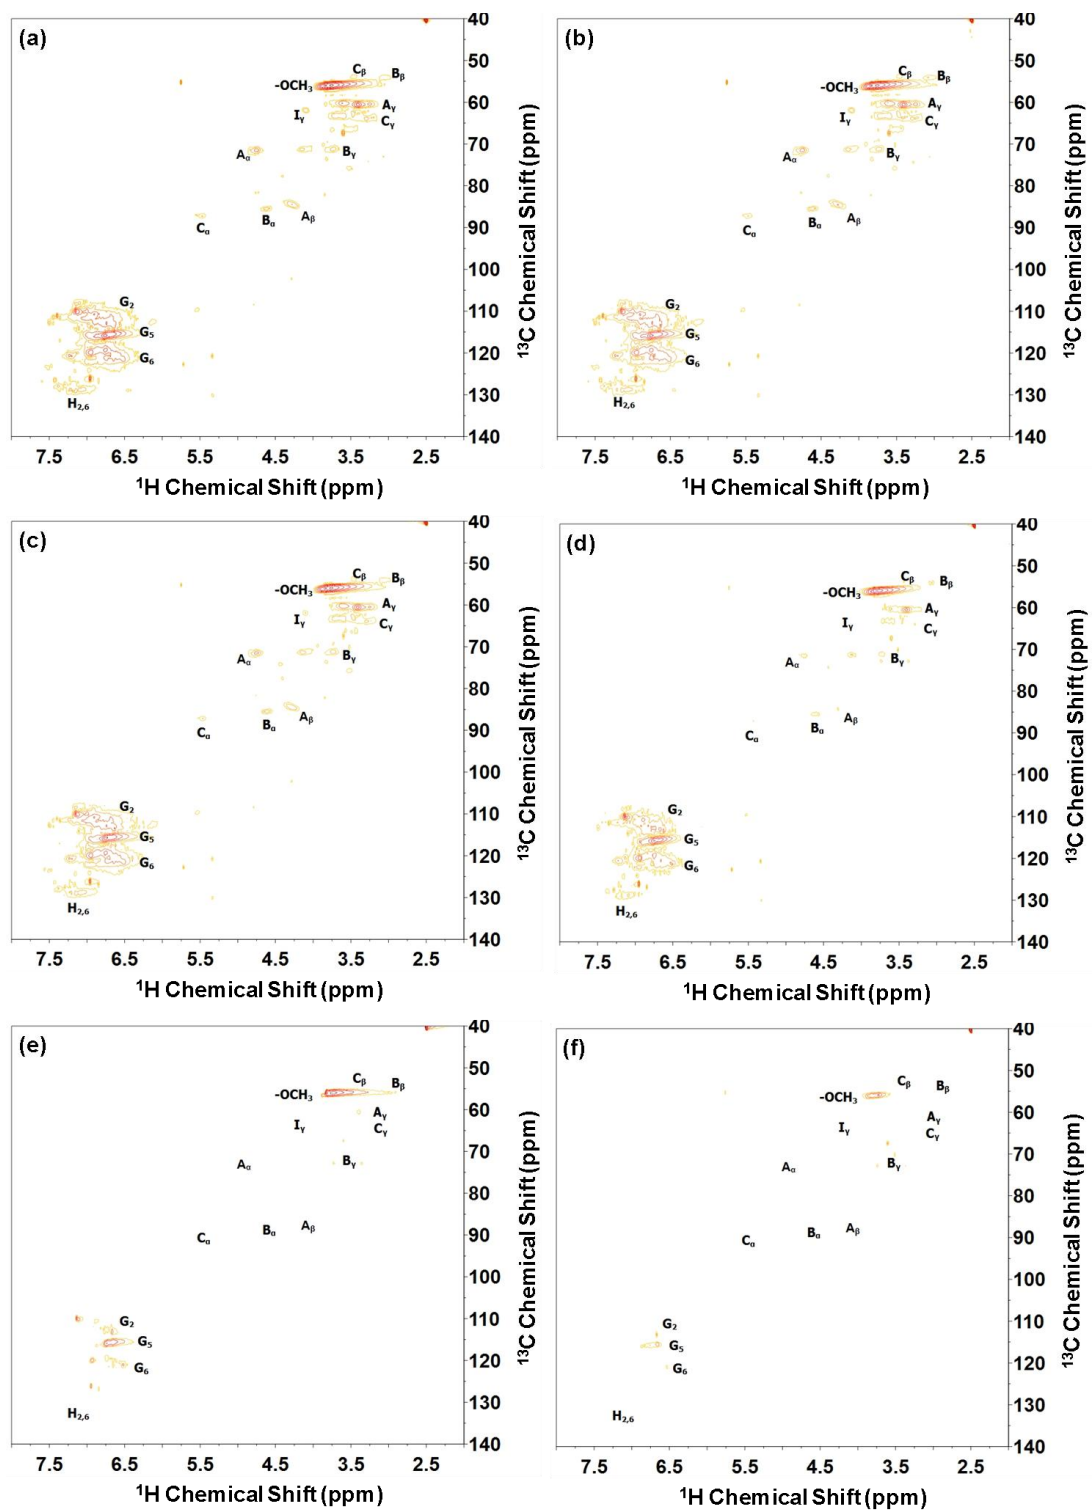 (a)
40
50
60
70
80
90
100
110
120
130
140
¹³C Chemical Shift (ppm)
Cβ
Bβ
-OCH₃
Aγ
Iγ
Cγ
Aα
Bγ
Cα
Bα
Aβ
G₂
G₅
G₆
H₂,₆
7.5 6.5 5.5 4.5 3.5 2.5
¹H Chemical Shift (ppm)
(b)
40
50
60
70
80
90
100
110
120
130
140
¹³C Chemical Shift (ppm)
Cβ
Bβ
-OCH₃
Aγ
Iγ
Cγ
Aα
Bγ
Cα
Bα
Aβ
G₂
G₅
G₆
H₂,₆
7.5 6.5 5.5 4.5 3.5 2.5
¹H Chemical Shift (ppm)
(c)
40
50
60
70
80
90
100
110
120
130
140
¹³C Chemical Shift (ppm)
Cβ
Bβ
-OCH₃
Aγ
Iγ
Cγ
Aα
Bγ
Cα
Bα
Aβ
G₂
G₅
G₆
H₂,₆
7.5 6.5 5.5 4.5 3.5 2.5
¹H Chemical Shift (ppm)
(d)
40
50
60
70
80
90
100
110
120
130
140
¹³C Chemical Shift (ppm)
Cβ
Bβ
-OCH₃
Aγ
Iγ
Cγ
Aα
Bγ
Cα
Bα
Aβ
G₂
G₅
G₆
H₂,₆
7.5 6.5 5.5 4.5 3.5 2.5
¹H Chemical Shift (ppm)
(e)
40
50
60
70
80
90
100
110
120
130
140
¹³C Chemical Shift (ppm)
Cβ
Bβ
-OCH₃
Aγ
Iγ
Cγ
Aα
Bγ
Cα
Bα
Aβ
G₂
G₅
G₆
H₂,₆
7.5 6.5 5.5 4.5 3.5 2.5
¹H Chemical Shift (ppm)
(f)
40
50
60
70
80
90
100
110
120
130
140
¹³C Chemical Shift (ppm)
Cβ
Bβ
-OCH₃
Aγ
Iγ
Cγ
Aα
Bγ
Cα
Bα
Aβ
G₂
G₅
G₆
H₂,₆
7.5 6.5 5.5 4.5 3.5 2.5
¹H Chemical Shift (ppm)